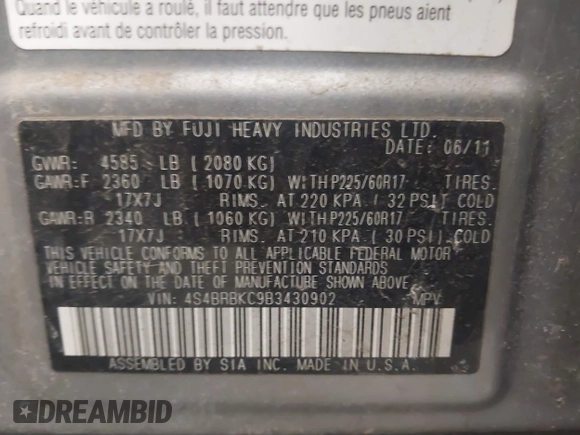 Quand le véhicule a roulé, il faut attendre que les pneus aient
refroidi avant de contrôler la pression.
MFD BY FUJI HEAVY INDUSTRIES LTD.
DATE: 06/11
GVWR: 4585 LB ( 2080 KG)
GAWR:F 2360 LB ( 1070 KG) WITH P225/60R17 TIRES.
17X7J RIMS. AT 220 KPA ( 32 PSI) COLD
GAWR:R 2340 LB. ( 1060 KG) WITH P225/60R17 TIRES.
17X7J RIMS. AT 210 KPA ( 30 PSI). COLD
THIS VEHICLE CONFORMS TO ALL APPLICABLE FEDERAL MOTOR
VEHICLE SAFETY AND THEFT PREVENTION STANDARDS
IN EFFECT ON THE DATE OF MANUFACTURE SHOWN ABOVE.
VIN: 4S4BRBKC9B3430902 MPV
ASSEMBLED BY SIA INC. MADE IN U.S.A.
DREAMBID